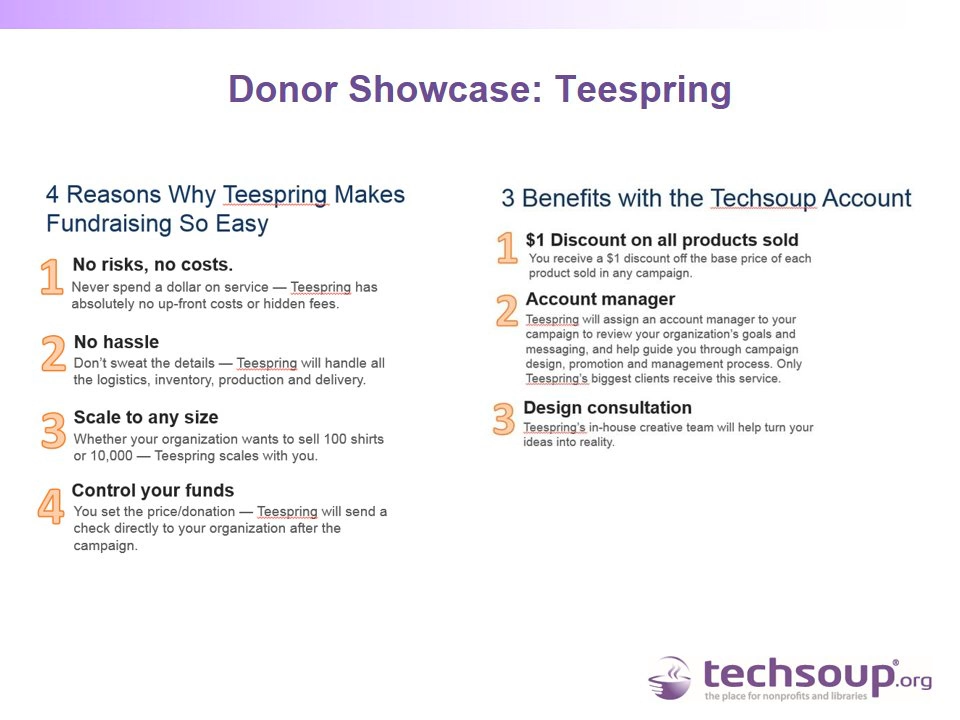 Donor Showcase: Teespring
4 Reasons Why Teespring Makes
Fundraising So Easy
1 No risks, no costs.
Never spend a dollar on service — Teespring has
absolutely no up-front costs or hidden fees.
2 No hassle
Don't sweat the details — Teespring will handle all
the logistics, inventory, production and delivery.
3 Scale to any size
Whether your organization wants to sell 100 shirts
or 10,000 — Teespring scales with you.
4 Control your funds
You set the price/donation — Teespring will send a
check directly to your organization after the
campaign.
3 Benefits with the Techsoup Account
1 $1 Discount on all products sold
You receive a $1 discount off the base price of each
product sold in any campaign.
2 Account manager
Teespring will assign an account manager to your
campaign to review your organization's goals and
messaging, and help guide you through campaign
design, promotion and management process. Only
Teespring's biggest clients receive this service.
3 Design consultation
Teespring's in-house creative team will help turn your
ideas into reality.
techsoup®.org
the place for nonprofits and libraries